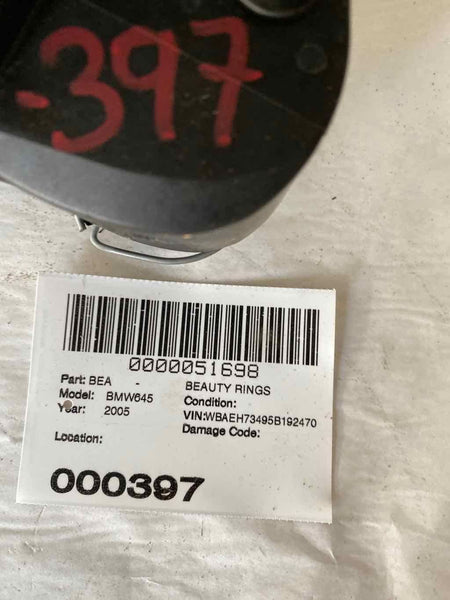 -397
0000051698
Part: BEA - BEAUTY RINGS
Model: BMW645 Condition:
Year: 2005 VIN:WBAEH73495B192470
Location: Damage Code:
000397